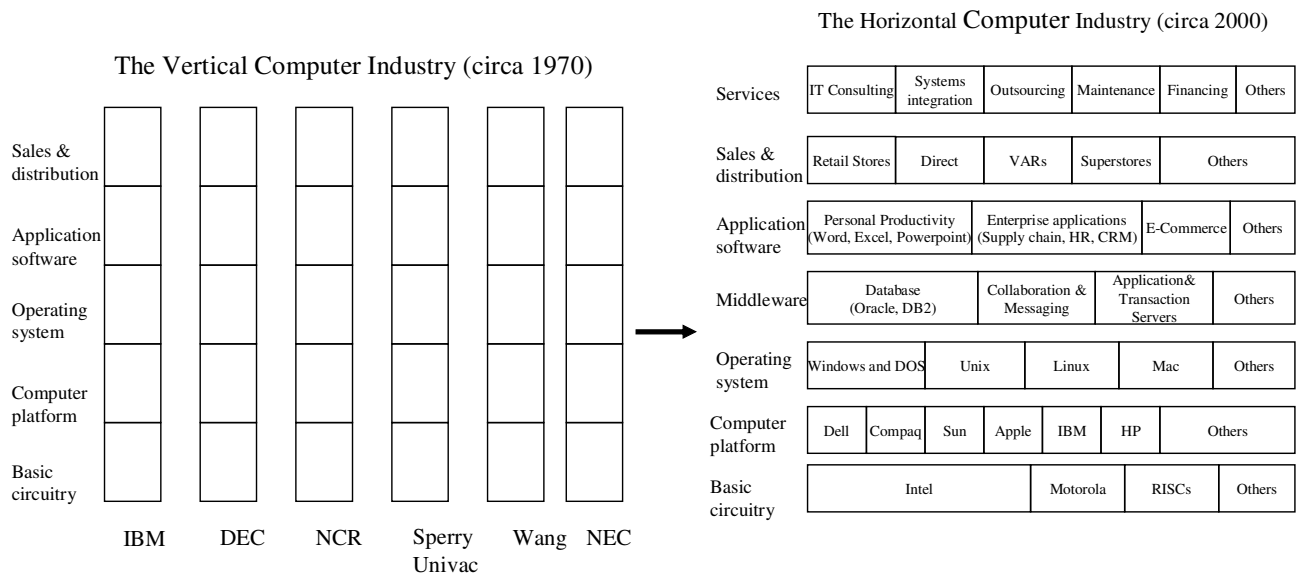 The Vertical Computer Industry (circa 1970)
Sales &
distribution
Application
software
Operating
system
Computer
platform
Basic
circuitry
IBM
DEC
NCR
Sperry
Univac
Wang
NEC
The Horizontal Computer Industry (circa 2000)
Services
IT Consulting
Systems
integration
Outsourcing
Maintenance
Financing
Others
Sales &
distribution
Retail Stores
Direct
VARs
Superstores
Others
Application
software
Personal Productivity
(Word, Excel, Powerpoint)
Enterprise applications
(Supply chain, HR, CRM)
E-Commerce
Others
Middleware
Database
(Oracle, DB2)
Collaboration &
Messaging
Application&
Transaction
Servers
Others
Operating
system
Windows and DOS
Unix
Linux
Mac
Others
Computer
platform
Dell
Compaq
Sun
Apple
IBM
HP
Others
Basic
circuitry
Intel
Motorola
RISCs
Others